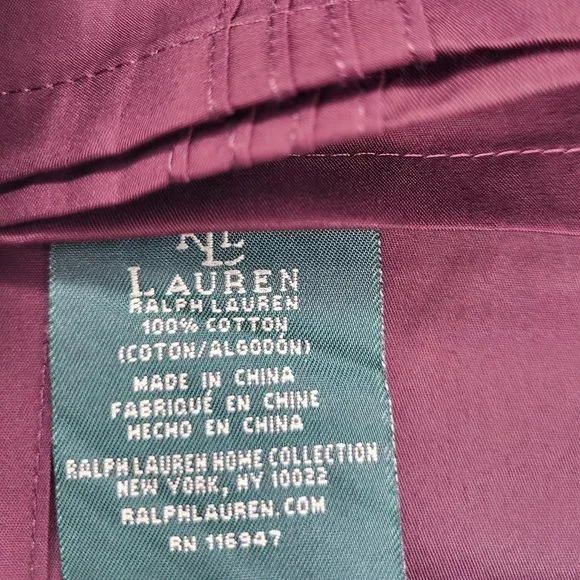 LRL
LAUREN
RALPH LAUREN
100% COTTON
(COTON/ALGODÓN)
MADE IN CHINA
FABRIQUÉ EN CHINE
HECHO EN CHINA
RALPH LAUREN HOME COLLECTION
NEW YORK, NY 10022
RALPHLAUREN.COM
RN 116947